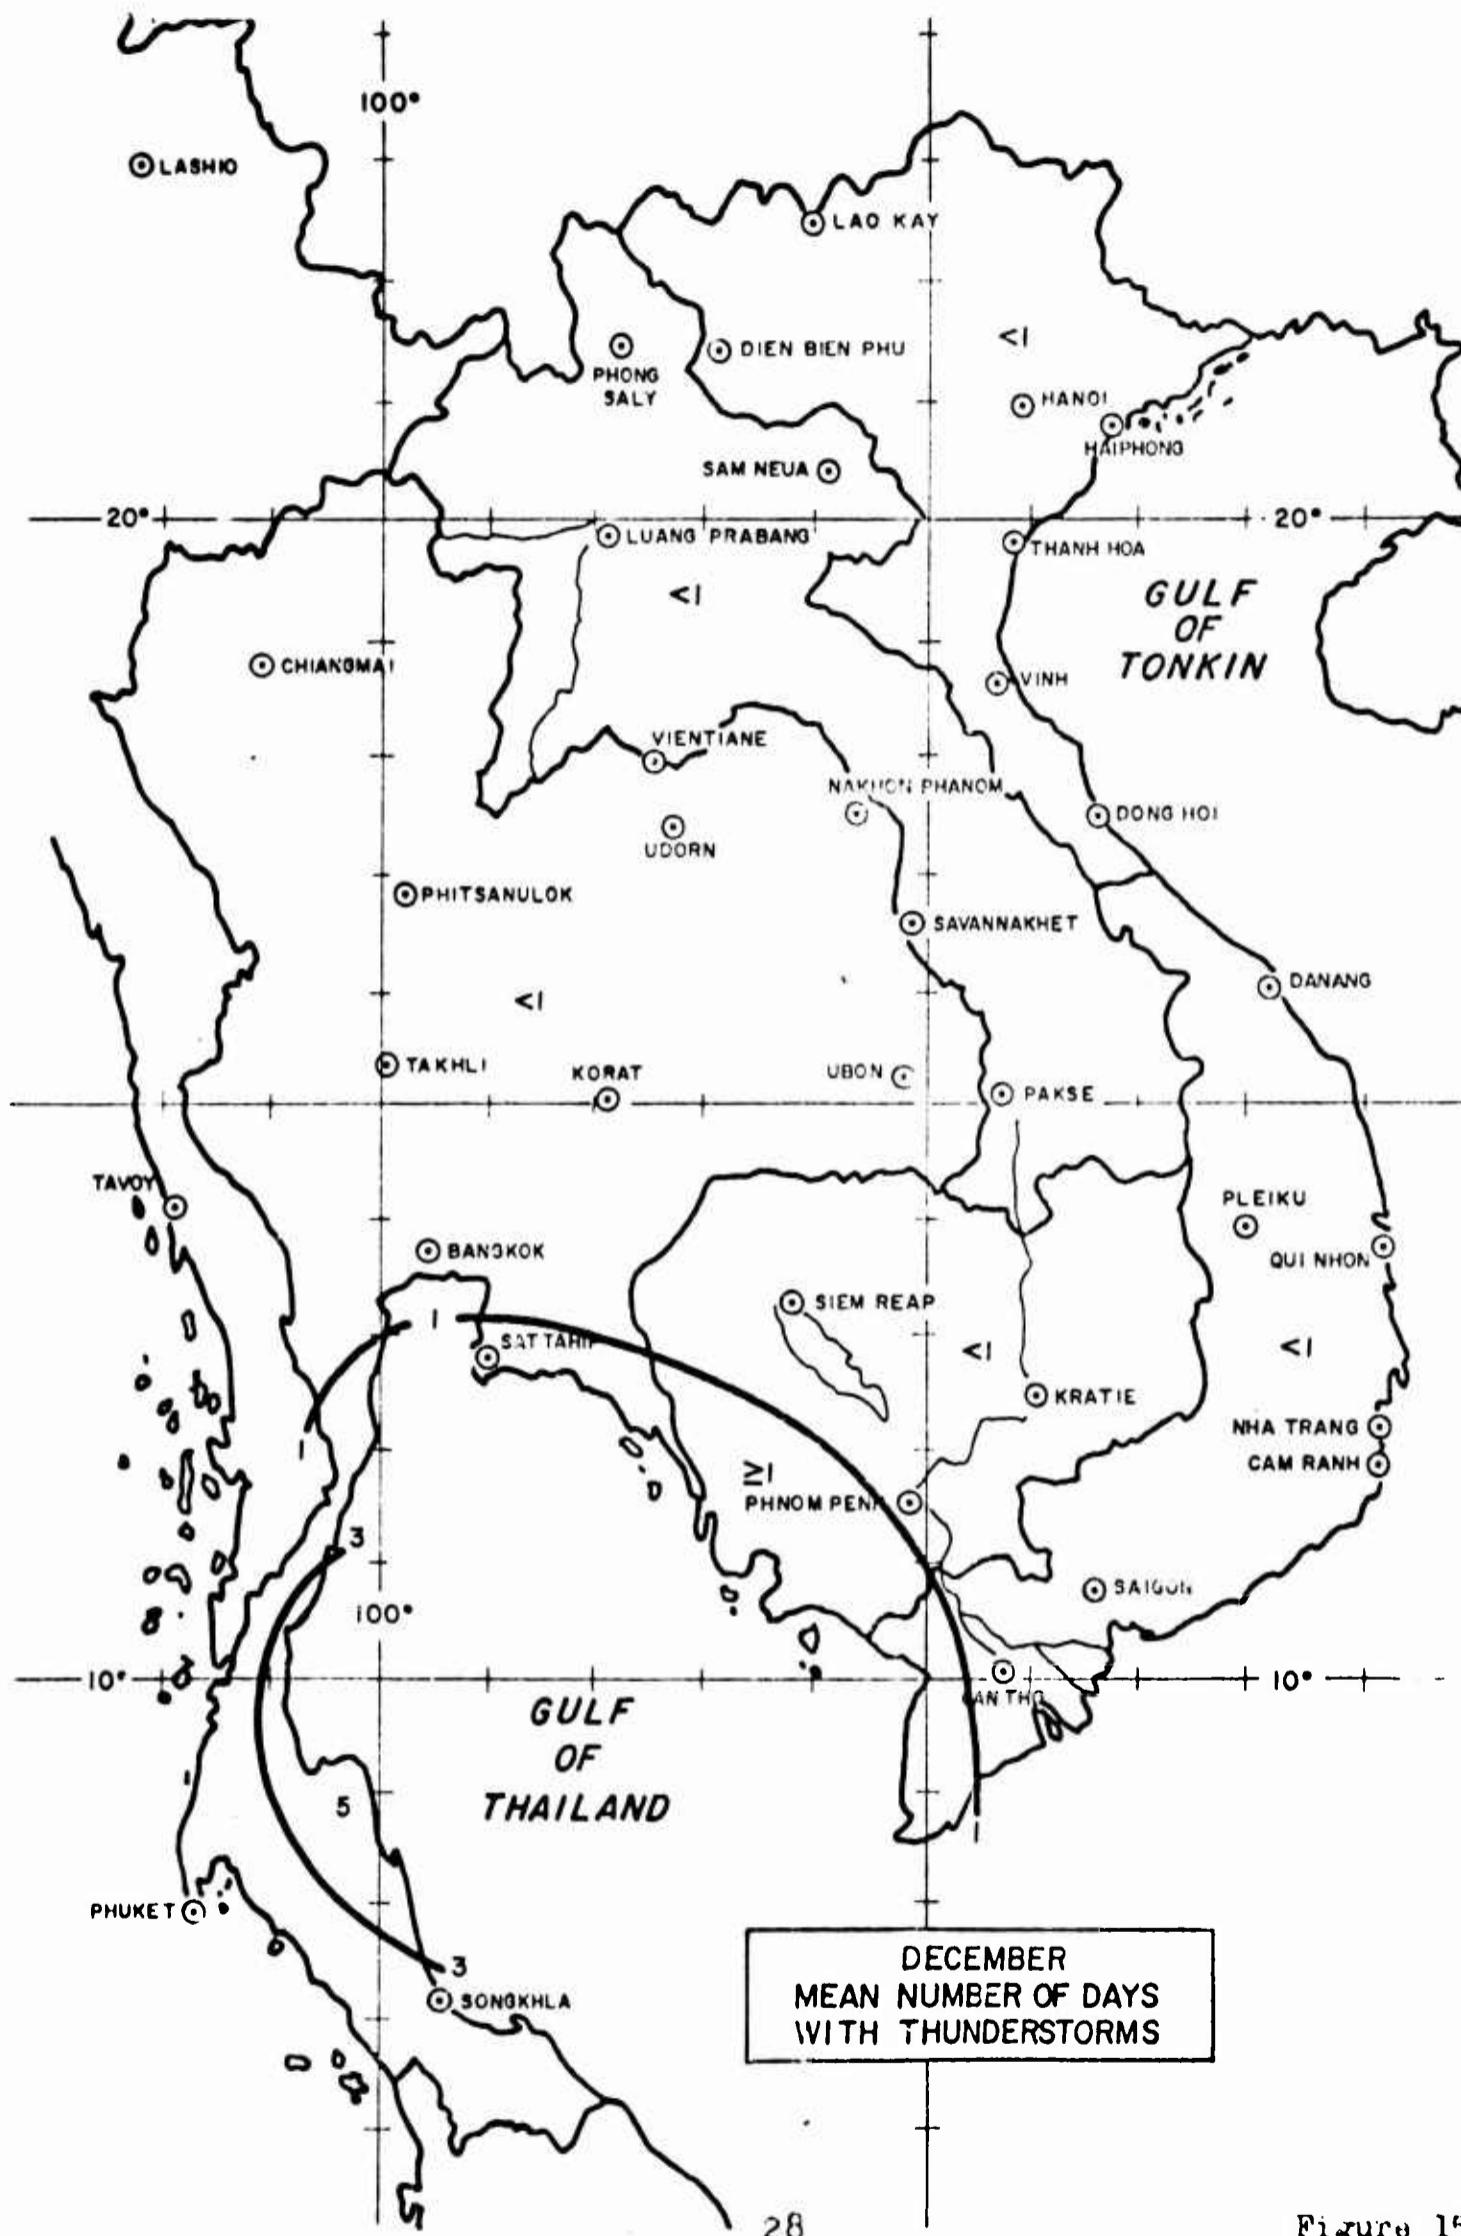 100°
LASHIO
LAO KAY
<1
DIEN BIEN PHU
PHONG
SALY
HANOI
HAIPHONG
SAM NEUA
20°
20°
LUANG PRABANG
THANH HOA
<1
GULF
OF
TONKIN
CHIANGMAI
VINH
VIENTIANE
NAKHON PHANOM
DONG HOI
UDORN
PHITSANULOK
SAVANNAKHET
DANANG
<1
TAKHLI
KORAT
UBON
PAKSE
TAVOY
PLEIKU
BANGKOK
QUI NHON
SIEM REAP
1
SATTAHIP
<1
<1
KRATIE
NHA TRANG
1
CAM RANH
≥1
PHNOM PENH
3
SAIGON
100°
10°
10°
CAN THO
GULF
OF
THAILAND
5
1
PHUKET
3
SONGKHLA
DECEMBER
MEAN NUMBER OF DAYS
WITH THUNDERSTORMS
28
Figure